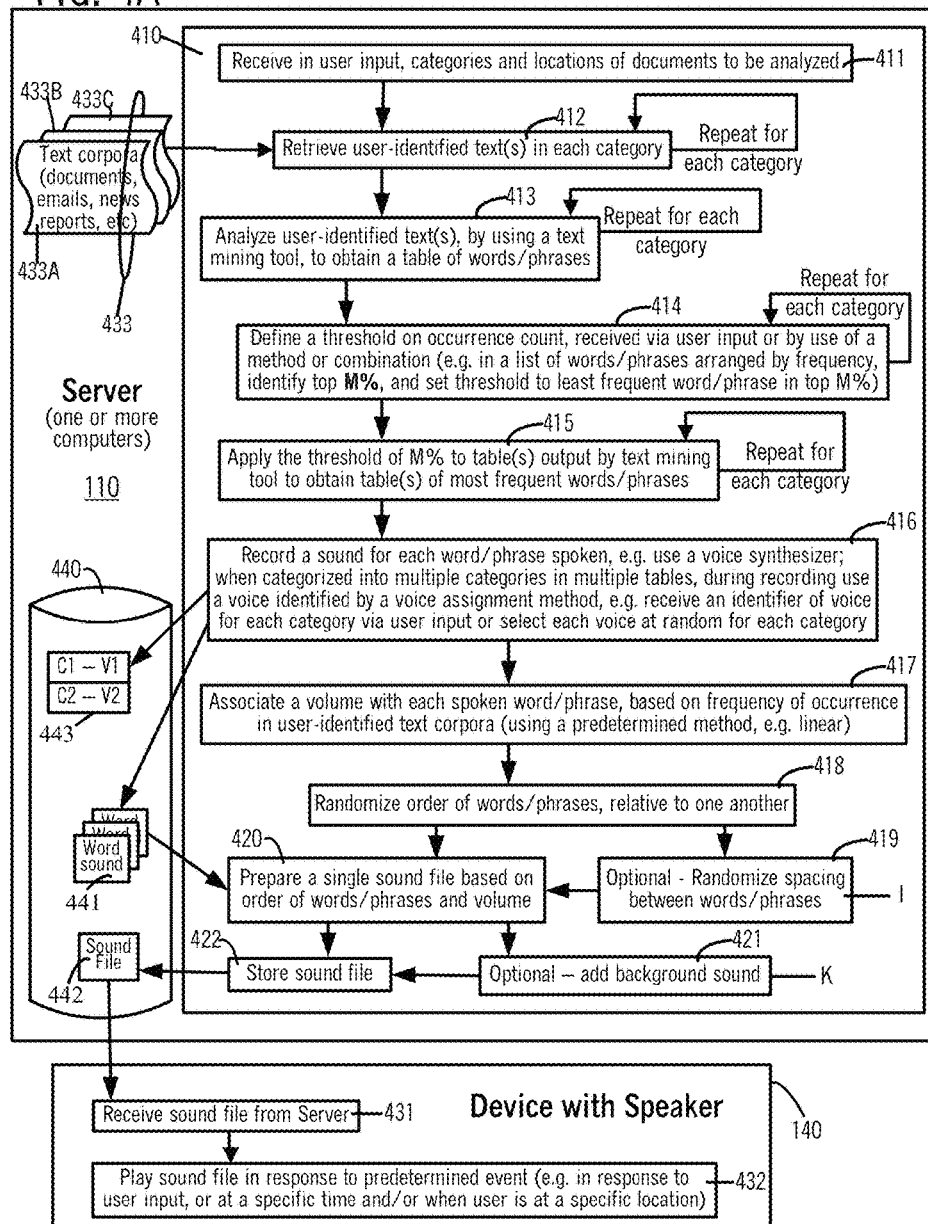 FIG. 4A
410
Receive in user input, categories and locations of documents to be analyzed
411
433B
433C
412
Text corpora
(documents,
emails, news
reports, etc)
Retrieve user-identified text(s) in each category
Repeat for
each category
413
433A
433
Analyze user-identified text(s), by using a text
mining tool, to obtain a table of words/phrases
Repeat for each
category
Repeat for
each category
414
Define a threshold on occurrence count, received via user input or by use of a
method or combination (e.g. in a list of words/phrases arranged by frequency,
identify top M%, and set threshold to least frequent word/phrase in top M%)
Server
(one or more
computers)
110
415
Apply the threshold of M% to table(s) output by text mining
tool to obtain table(s) of most frequent words/phrases
Repeat for
each category
416
Record a sound for each word/phrase spoken, e.g. use a voice synthesizer;
when categorized into multiple categories in multiple tables, during recording use
a voice identified by a voice assignment method, e.g. receive an identifier of voice
for each category via user input or select each voice at random for each category
440
C1 – V1
C2 – V2
443
417
Associate a volume with each spoken word/phrase, based on frequency of occurrence
in user-identified text corpora (using a predetermined method, e.g. linear)
418
Randomize order of words/phrases, relative to one another
Word
Word
Word
sound
441
420
Prepare a single sound file based on
order of words/phrases and volume
419
Optional - Randomize spacing
between words/phrases
I
Sound
File
442
422
Store sound file
421
Optional – add background sound
K
Device with Speaker
140
Receive sound file from Server
431
Play sound file in response to predetermined event (e.g. in response to
user input, or at a specific time and/or when user is at a specific location)
432